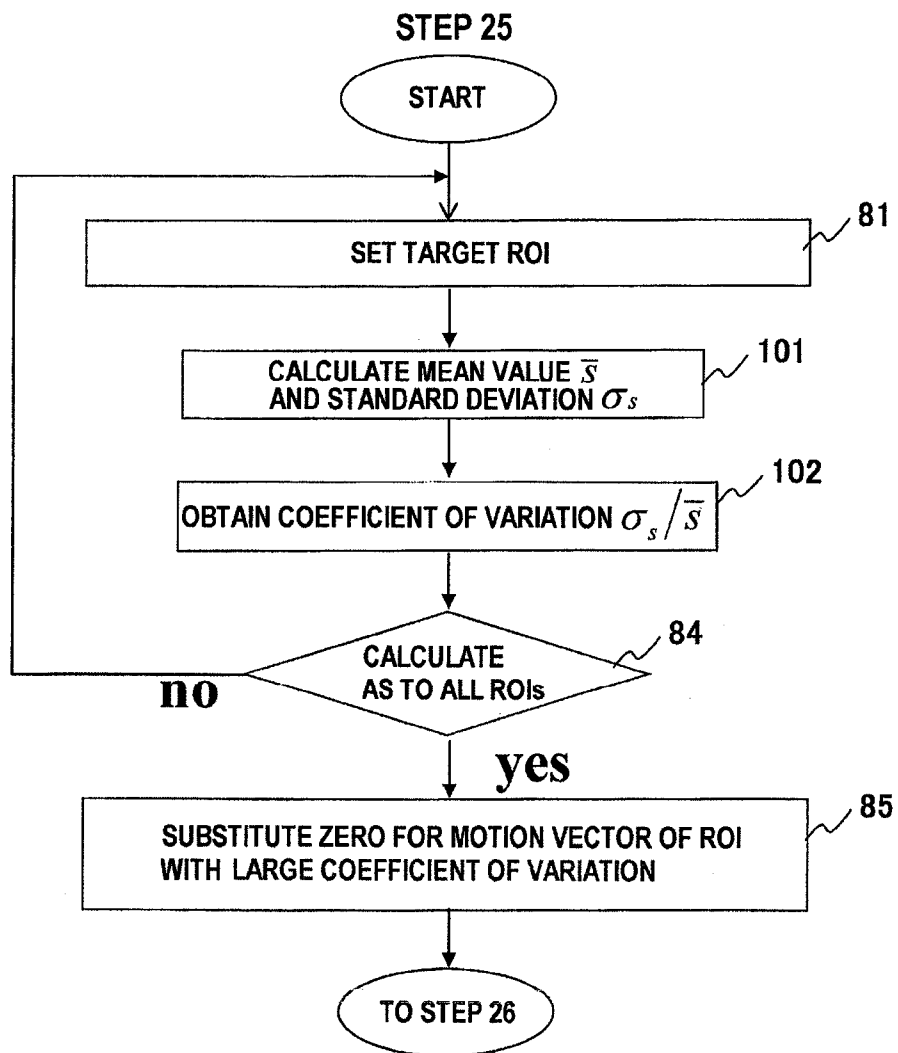 STEP 25
START
81
SET TARGET ROI
101
CALCULATE MEAN VALUE s̅
AND STANDARD DEVIATION σs
102
OBTAIN COEFFICIENT OF VARIATION σs/s̅
84
CALCULATE
AS TO ALL ROIs
no
yes
85
SUBSTITUTE ZERO FOR MOTION VECTOR OF ROI
WITH LARGE COEFFICIENT OF VARIATION
TO STEP 26